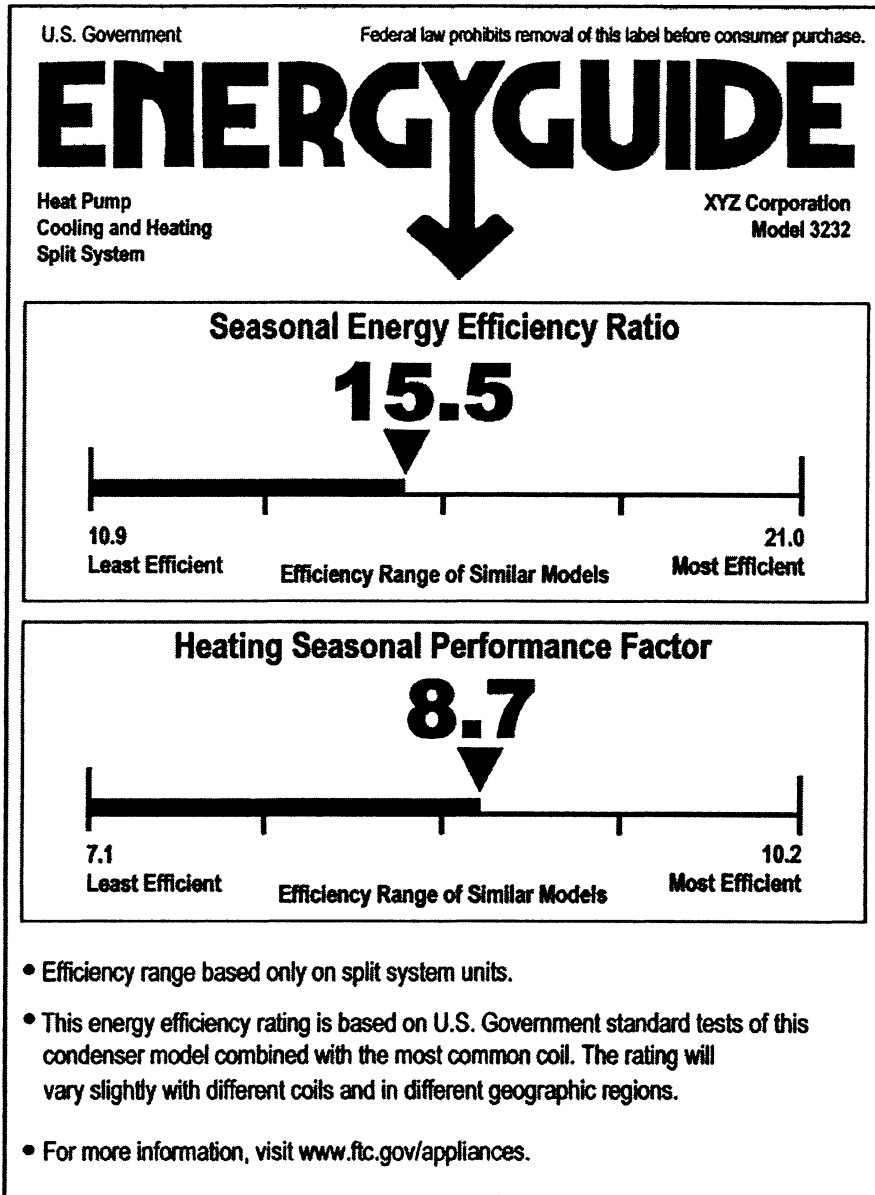 U.S. Government Federal law prohibits removal of this label before consumer purchase.
ENERGYGUIDE
Heat Pump
Cooling and Heating
Split System
XYZ Corporation
Model 3232
Seasonal Energy Efficiency Ratio
15.5
10.9 21.0
Least Efficient Efficiency Range of Similar Models Most Efficient
Heating Seasonal Performance Factor
8.7
7.1 10.2
Least Efficient Efficiency Range of Similar Models Most Efficient
• Efficiency range based only on split system units.
• This energy efficiency rating is based on U.S. Government standard tests of this
condenser model combined with the most common coil. The rating will
vary slightly with different coils and in different geographic regions.
• For more information, visit www.ftc.gov/appliances.